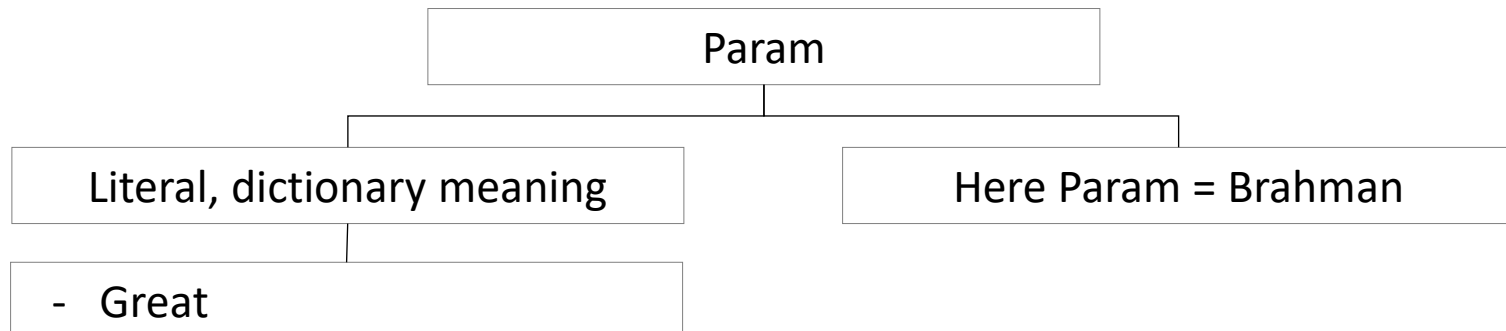 Param
Literal, dictionary meaning
Here Param = Brahman
- Great